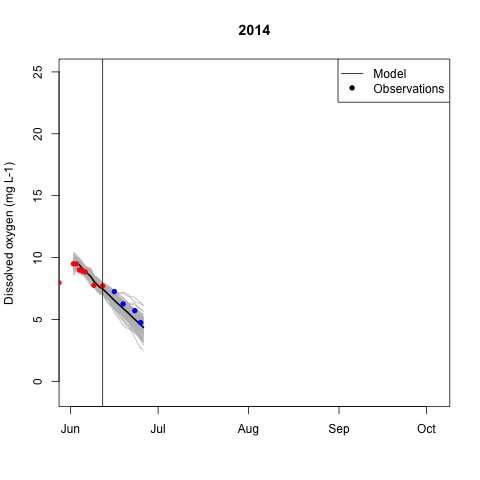 2014
Model
Observations
Dissolved oxygen (mg L-1)
25
20
15
10
5
0
Jun
Jul
Aug
Sep
Oct